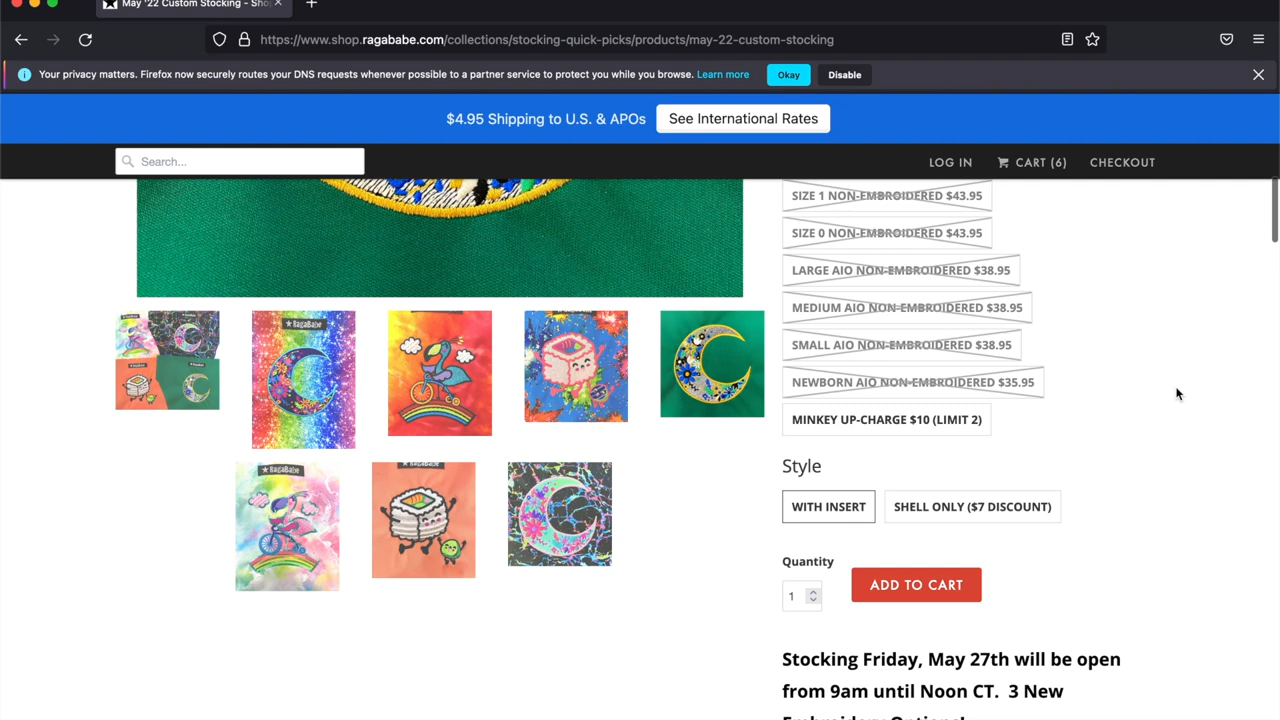 May '22 Custom Stocking - Sho
https://www.shop.ragababe.com/collections/stocking-quick-picks/products/may-22-custom-stocking
Your privacy matters. Firefox now securely routes your DNS requests whenever possible to a partner service to protect you while you browse. Learn more
Okay
Disable
$4.95 Shipping to U.S. & APOs
See International Rates
Search...
LOG IN
CART (6)
CHECKOUT
SIZE 1 NON-EMBROIDERED $43.95
SIZE 0 NON-EMBROIDERED $43.95
LARGE AIO NON-EMBROIDERED $38.95
MEDIUM AIO NON-EMBROIDERED $38.95
SMALL AIO NON-EMBROIDERED $38.95
NEWBORN AIO NON-EMBROIDERED $35.95
MINKEY UP-CHARGE $10 (LIMIT 2)
RagaBabe
RagaBabe
Style
WITH INSERT
SHELL ONLY ($7 DISCOUNT)
Quantity
1
ADD TO CART
Stocking Friday, May 27th will be open
from 9am until Noon CT. 3 New
Embroidery Options!